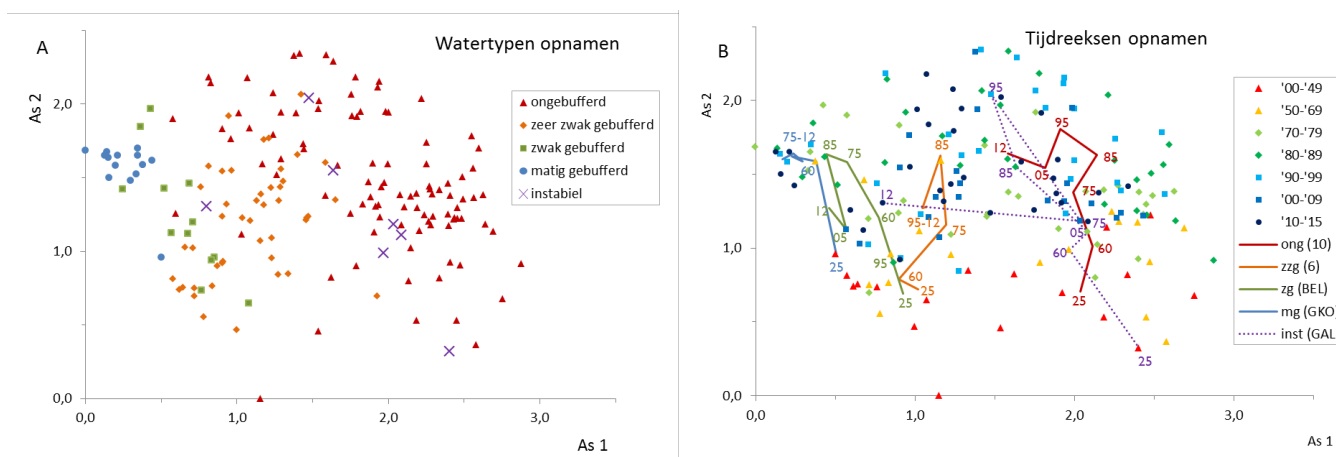 A
Watertypen opnamen
As 2
2,0
1,0
0,0
0,0
1,0
2,0
3,0
As 1
ongebufferd
zeer zwak gebufferd
zwak gebufferd
matig gebufferd
instabiel
B
Tijdreeksen opnamen
As 2
2,0
1,0
0,0
0,0
1,0
2,0
3,0
As 1
75-12
60
25
85
75
60
12
05
95
25
85
95-12
75
60
25
95
85
12
05
75
60
25
12
95
85
05
75
60
25
'00-'49
'50-'69
'70-'79
'80-'89
'90-'99
'00-'09
'10-'15
ong (10)
zzg (6)
zg (BEL)
mg (GKO)
inst (GAL